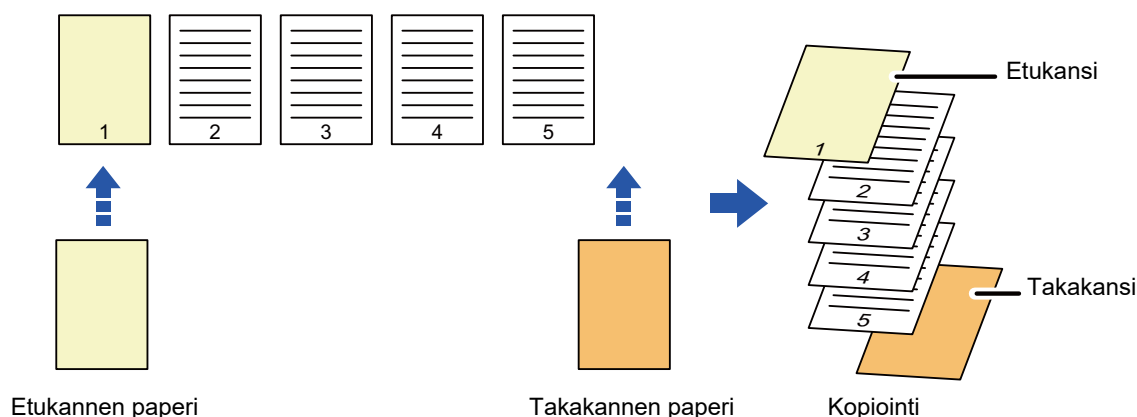 1
2
3
4
5
Etukansi
1
2
3
4
5
Takakansi
Etukannen paperi
Takakannen paperi
Kopiointi